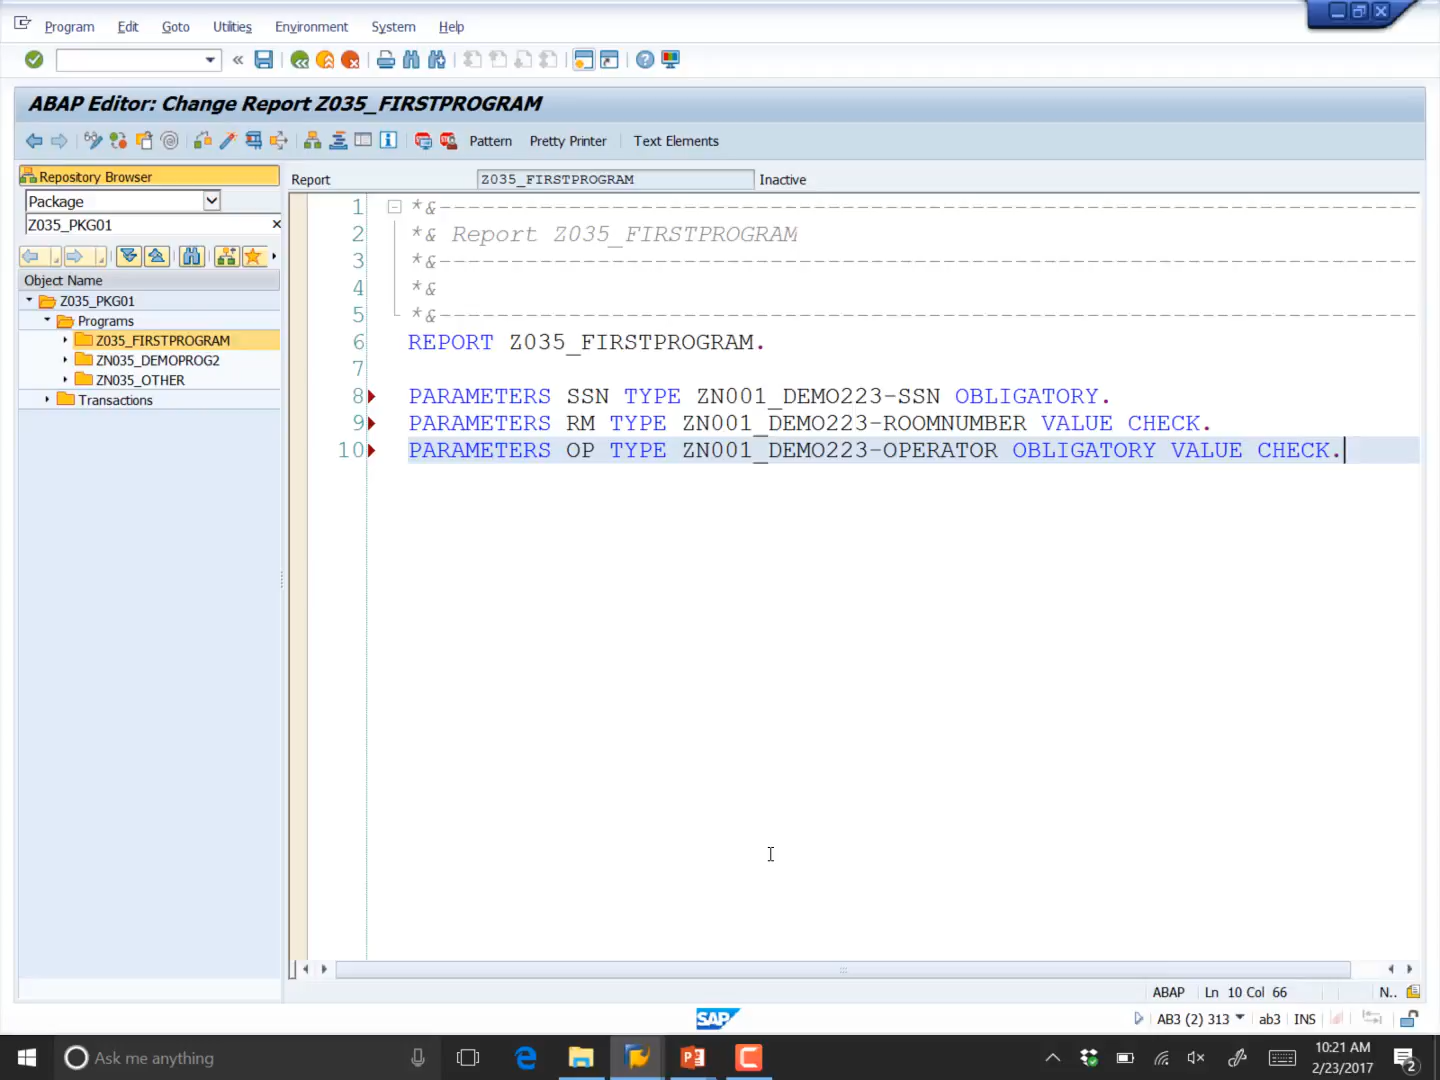 Program Edit Goto Utilities Environment System Help
ABAP Editor: Change Report Z035_FIRSTPROGRAM
Pattern Pretty Printer Text Elements
Repository Browser
Package
Z035_PKG01
Object Name
Z035_PKG01
Programs
Z035_FIRSTPROGRAM
ZN035_DEMOPROG2
ZN035_OTHER
Transactions
Report Z035_FIRSTPROGRAM Inactive
1 *&---------------------------------------------------------------------
2 *& Report Z035_FIRSTPROGRAM
3 *&---------------------------------------------------------------------
4 *&
5 *&---------------------------------------------------------------------
6 REPORT Z035_FIRSTPROGRAM.
7
8 PARAMETERS SSN TYPE ZN001_DEMO223-SSN OBLIGATORY.
9 PARAMETERS RM TYPE ZN001_DEMO223-ROOMNUMBER VALUE CHECK.
10 PARAMETERS OP TYPE ZN001_DEMO223-OPERATOR OBLIGATORY VALUE CHECK.
ABAP Ln 10 Col 66 N..
SAP
AB3 (2) 313 ab3 INS
Ask me anything
10:21 AM
2/23/2017
2